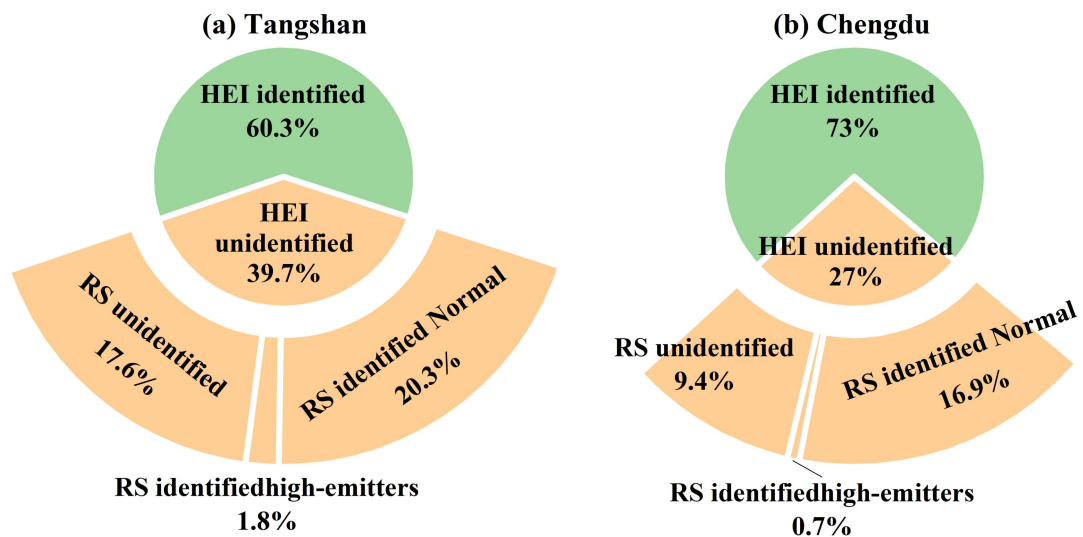 (a) Tangshan
HEI identified
60.3%
HEI
unidentified
39.7%
RS unidentified
17.6%
RS identified Normal
20.3%
RS identifiedhigh-emitters
1.8%
(b) Chengdu
HEI identified
73%
HEI unidentified
27%
RS unidentified
9.4%
RS identified Normal
16.9%
RS identifiedhigh-emitters
0.7%